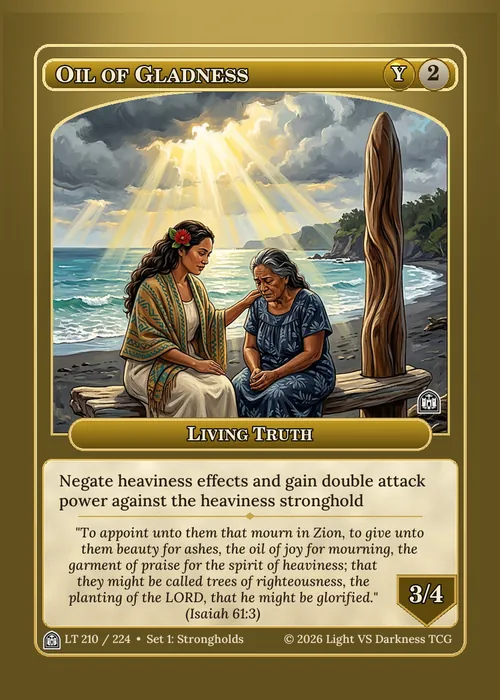 OIL OF GLADNESS Y 2
LIVING TRUTH
Negate heaviness effects and gain double attack
power against the heaviness stronghold
"To appoint unto them that mourn in Zion, to give unto
them beauty for ashes, the oil of joy for mourning, the
garment of praise for the spirit of heaviness; that
they might be called trees of righteousness, the
planting of the LORD, that he might be glorified."
(Isaiah 61:3)
3/4
LT 210 / 224 • Set 1: Strongholds © 2026 Light VS Darkness TCG